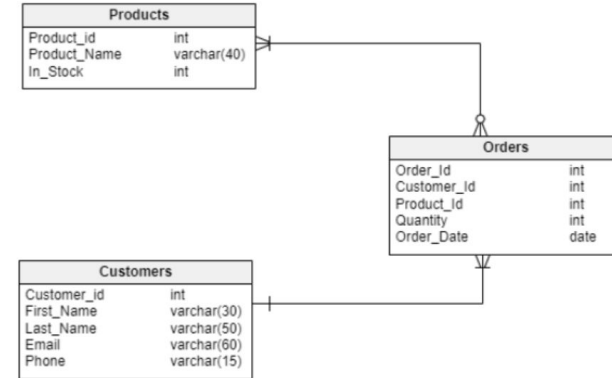 Products
Product_id int
Product_Name varchar(40)
In_Stock int
Orders
Order_Id int
Customer_Id int
Product_Id int
Quantity int
Order_Date date
Customers
Customer_id int
First_Name varchar(30)
Last_Name varchar(50)
Email varchar(60)
Phone varchar(15)